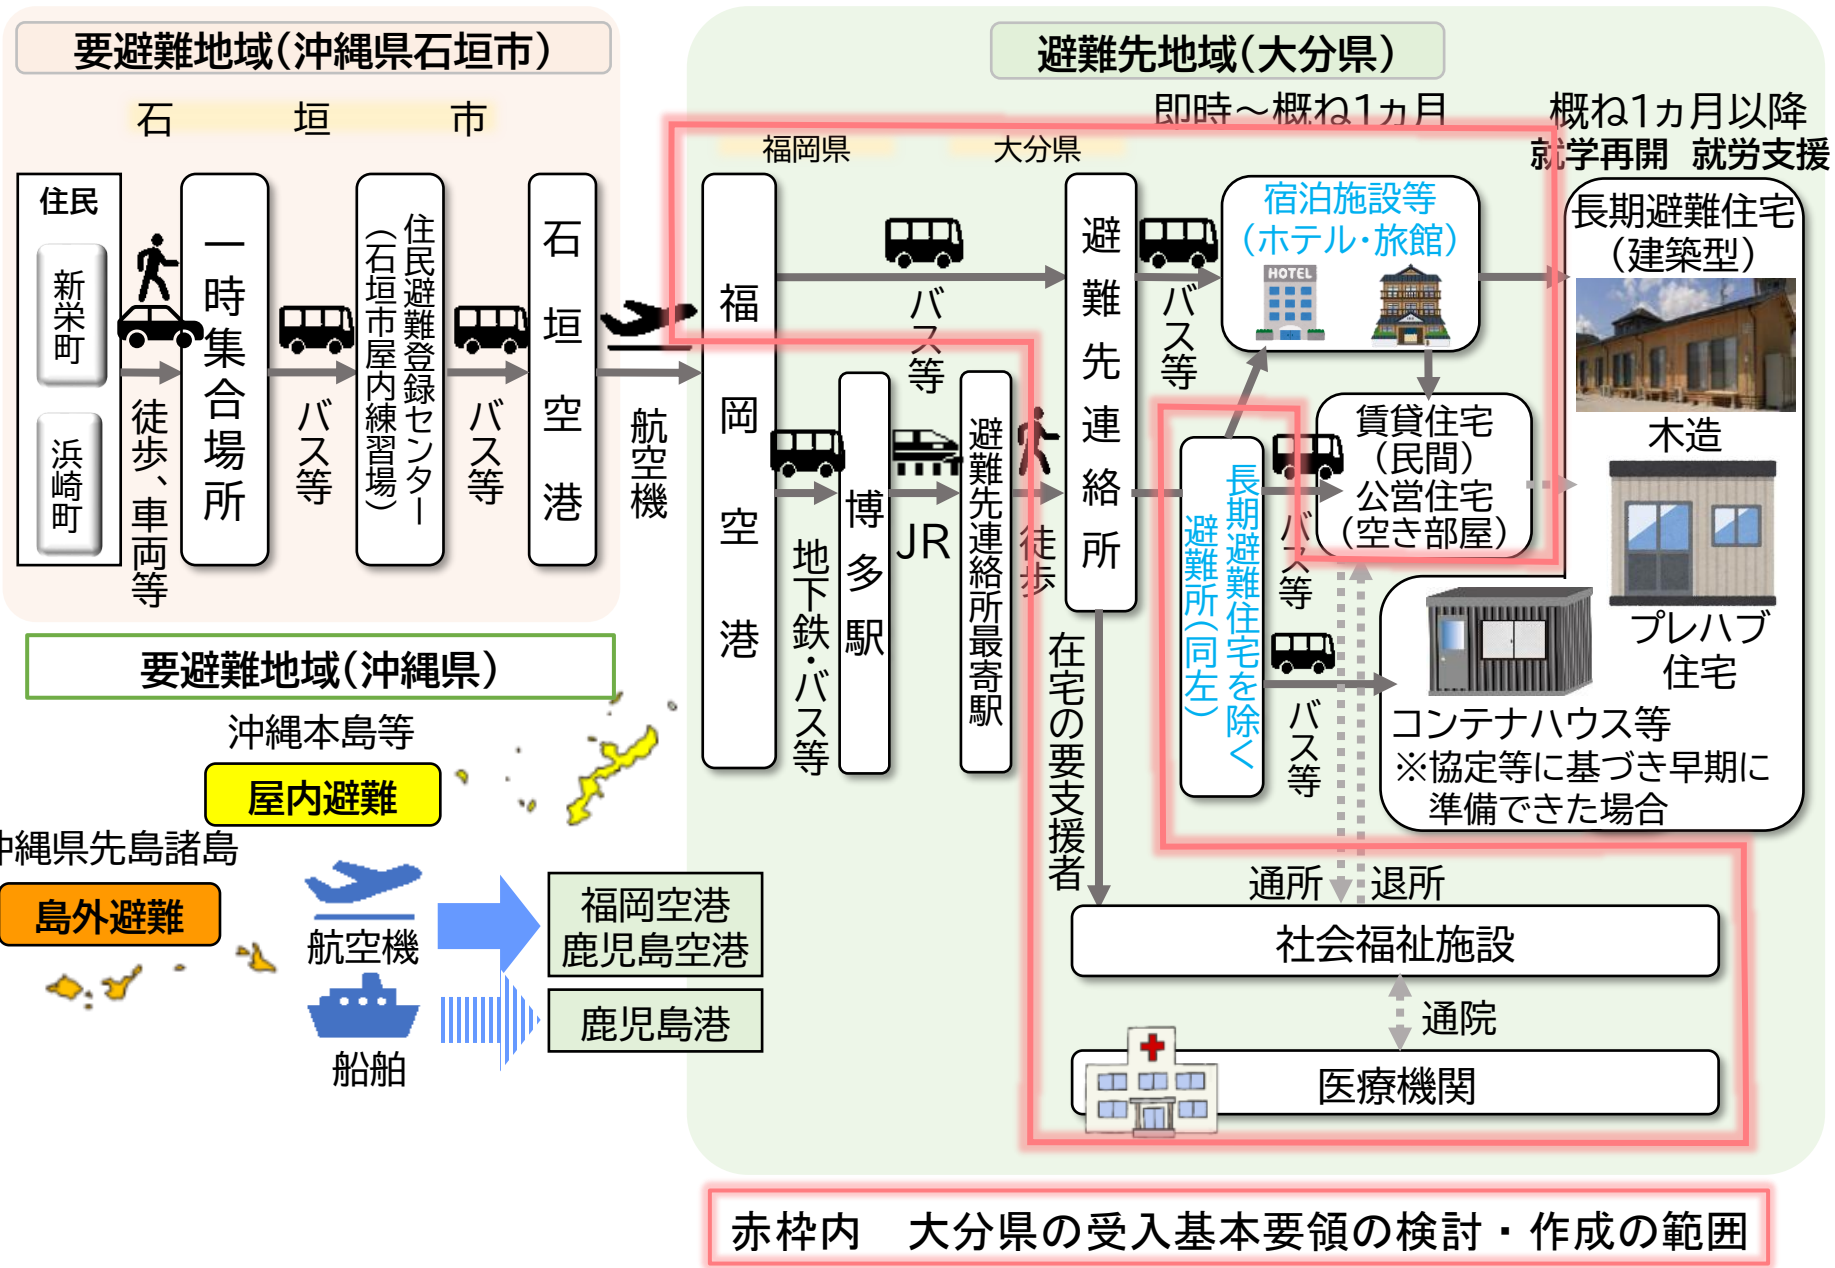 要避難地域(沖縄県石垣市)
石垣市
住民
新栄町
浜崎町
徒歩、車両等
一時集合場所
バス等
住民避難登録センター
(石垣市屋内練習場)
バス等
石垣空港
航空機
避難先地域(大分県)
即時～概ね1ヵ月
概ね1ヵ月以降
就学再開 就労支援
福岡県
大分県
福岡空港
バス等
地下鉄・バス等
博多駅
JR
避難先連絡所最寄駅
徒歩
避難先連絡所
バス等
宿泊施設等
(ホテル・旅館)
HOTEL
長期避難住宅を除く
避難所(同左)
バス等
バス等
賃貸住宅
(民間)
公営住宅
(空き部屋)
長期避難住宅
(建築型)
木造
プレハブ
住宅
コンテナハウス等
※協定等に基づき早期に
準備できた場合
在宅の要支援者
通所
退所
社会福祉施設
通院
医療機関
要避難地域(沖縄県)
沖縄本島等
屋内避難
沖縄県先島諸島
島外避難
航空機
船舶
福岡空港
鹿児島空港
鹿児島港
赤枠内 大分県の受入基本要領の検討・作成の範囲